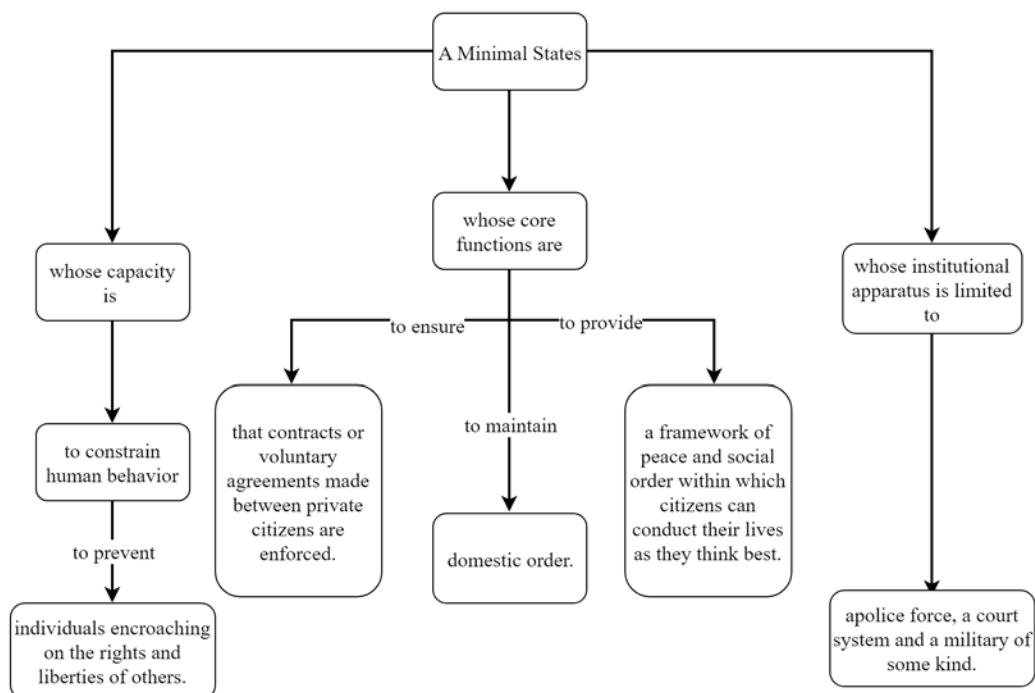 A Minimal States
whose core
functions are
whose capacity
is
whose institutional
apparatus is limited
to
to ensure
to provide
to maintain
that contracts or
voluntary
agreements made
between private
citizens are
enforced.
a framework of
peace and social
order within which
citizens can
conduct their lives
as they think best.
to constrain
human behavior
to prevent
domestic order.
individuals encroaching
on the rights and
liberties of others.
apolice force, a court
system and a military of
some kind.